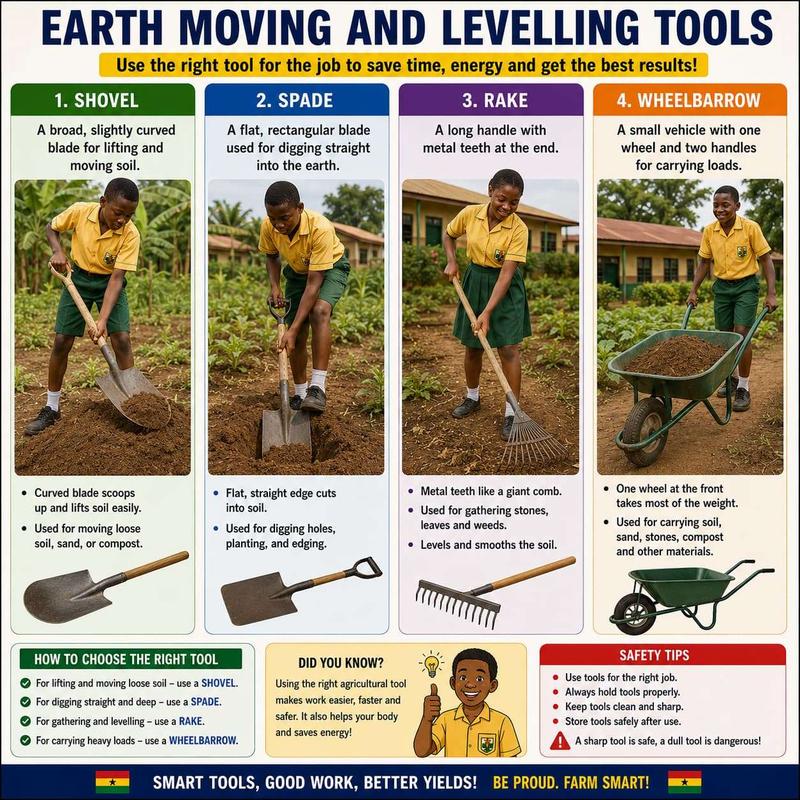 EARTH MOVING AND LEVELLING TOOLS
Use the right tool for the job to save time, energy and get the best results!
1. SHOVEL
A broad, slightly curved
blade for lifting and
moving soil.
• Curved blade scoops
up and lifts soil easily.
• Used for moving loose
soil, sand, or compost.
2. SPADE
A flat, rectangular blade
used for digging straight
into the earth.
• Flat, straight edge cuts
into soil.
• Used for digging holes,
planting, and edging.
3. RAKE
A long handle with
metal teeth at the end.
• Metal teeth like a giant comb.
• Used for gathering stones,
leaves and weeds.
• Levels and smooths the soil.
4. WHEELBARROW
A small vehicle with one
wheel and two handles
for carrying loads.
• One wheel at the front
takes most of the weight.
• Used for carrying soil,
sand, stones, compost
and other materials.
HOW TO CHOOSE THE RIGHT TOOL
For lifting and moving loose soil – use a SHOVEL.
For digging straight and deep – use a SPADE.
For gathering and levelling – use a RAKE.
For carrying heavy loads – use a WHEELBARROW.
DID YOU KNOW?
Using the right agricultural tool
makes work easier, faster and
safer. It also helps your body
and saves energy!
SAFETY TIPS
• Use tools for the right job.
• Always hold tools properly.
• Keep tools clean and sharp.
• Store tools safely after use.
A sharp tool is safe, a dull tool is dangerous!
SMART TOOLS, GOOD WORK, BETTER YIELDS! BE PROUD. FARM SMART!